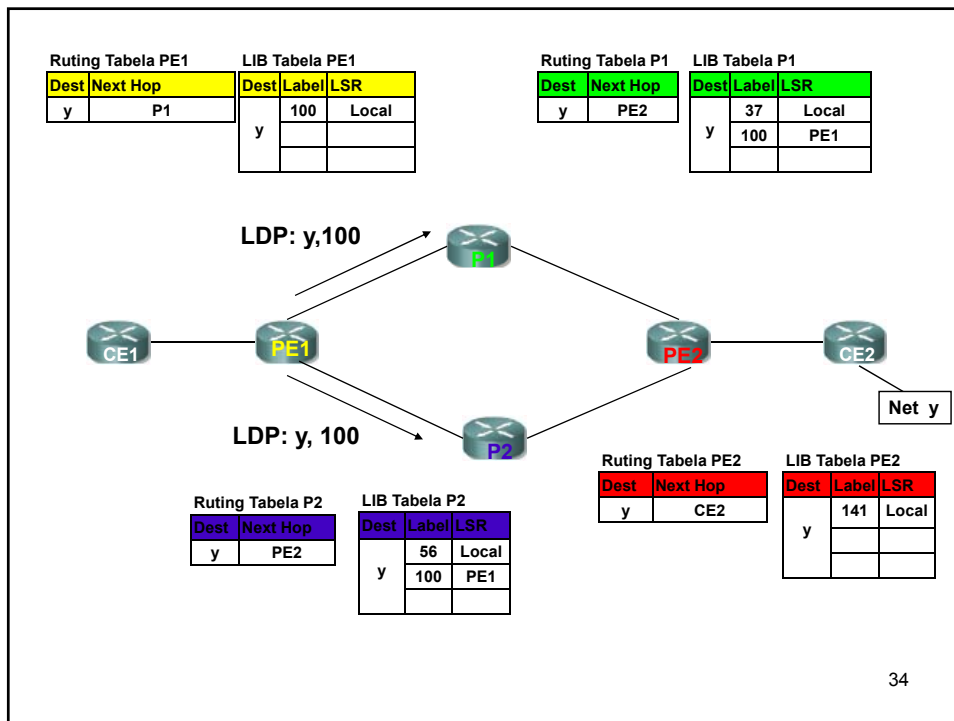 Ruting Tabela PE1
Dest Next Hop
y P1
LIB Tabela PE1
Dest Label LSR
100 Local
y
Ruting Tabela P1
Dest Next Hop
y PE2
LIB Tabela P1
Dest Label LSR
37 Local
y
100 PE1
LDP: y,100
P1
CE1
PE1
PE2
CE2
Net y
LDP: y, 100
P2
Ruting Tabela P2
Dest Next Hop
y PE2
LIB Tabela P2
Dest Label LSR
56 Local
y
100 PE1
Ruting Tabela PE2
Dest Next Hop
y CE2
LIB Tabela PE2
Dest Label LSR
141 Local
y
34